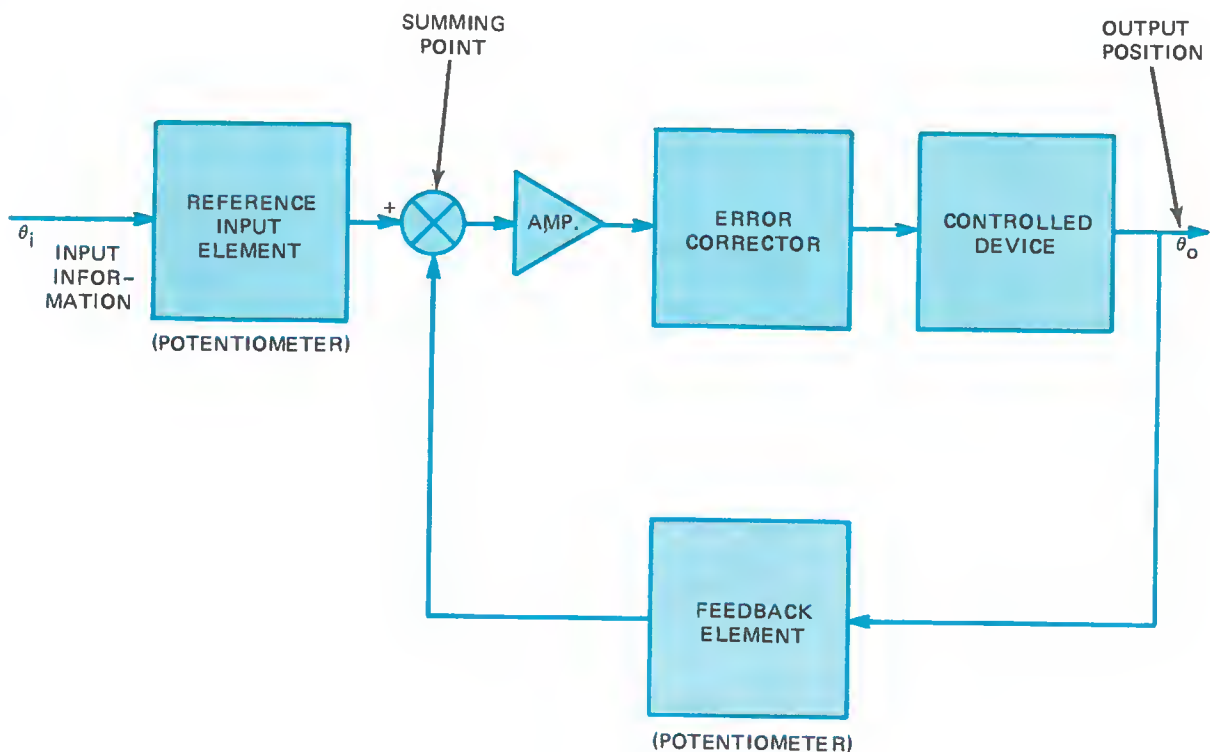 SUMMING
POINT
OUTPUT
POSITION
REFERENCE
INPUT
ELEMENT
+
AMP.
ERROR
CORRECTOR
CONTROLLED
DEVICE
θi
INPUT
INFOR-
MATION
θo
(POTENTIOMETER)
FEEDBACK
ELEMENT
(POTENTIOMETER)